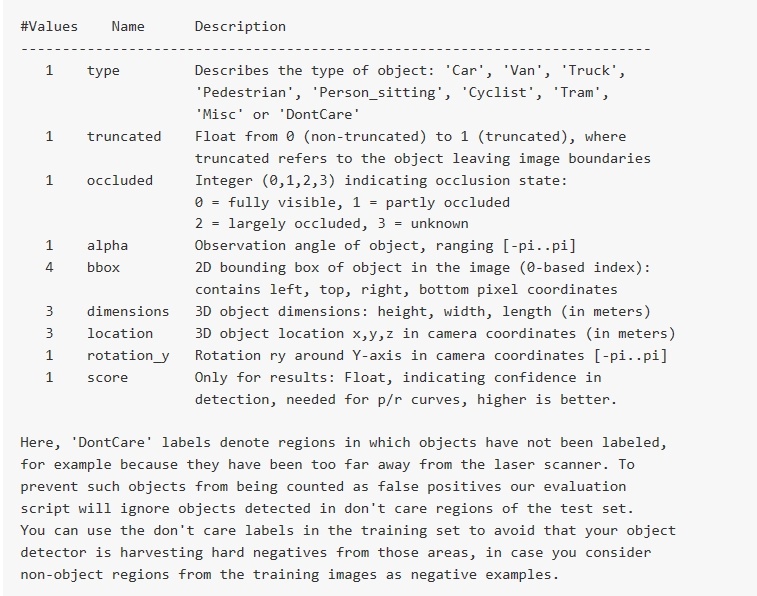 #Values    Name      Description
----------------------------------------------------------------------------
   1    type         Describes the type of object: 'Car', 'Van', 'Truck',
                     'Pedestrian', 'Person_sitting', 'Cyclist', 'Tram',
                     'Misc' or 'DontCare'
   1    truncated    Float from 0 (non-truncated) to 1 (truncated), where
                     truncated refers to the object leaving image boundaries
   1    occluded     Integer (0,1,2,3) indicating occlusion state:
                     0 = fully visible, 1 = partly occluded
                     2 = largely occluded, 3 = unknown
   1    alpha        Observation angle of object, ranging [-pi..pi]
   4    bbox         2D bounding box of object in the image (0-based index):
                     contains left, top, right, bottom pixel coordinates
   3    dimensions   3D object dimensions: height, width, length (in meters)
   3    location     3D object location x,y,z in camera coordinates (in meters)
   1    rotation_y   Rotation ry around Y-axis in camera coordinates [-pi..pi]
   1    score        Only for results: Float, indicating confidence in
                     detection, needed for p/r curves, higher is better.
Here, 'DontCare' labels denote regions in which objects have not been labeled,
for example because they have been too far away from the laser scanner. To
prevent such objects from being counted as false positives our evaluation
script will ignore objects detected in don't care regions of the test set.
You can use the don't care labels in the training set to avoid that your object
detector is harvesting hard negatives from those areas, in case you consider
non-object regions from the training images as negative examples.